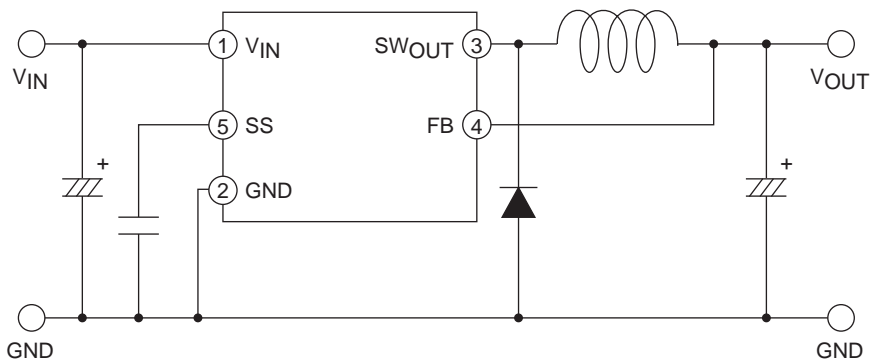 1 VIN
SWOUT 3
VIN
VOUT
5 SS
FB 4
+
+
2 GND
GND
GND